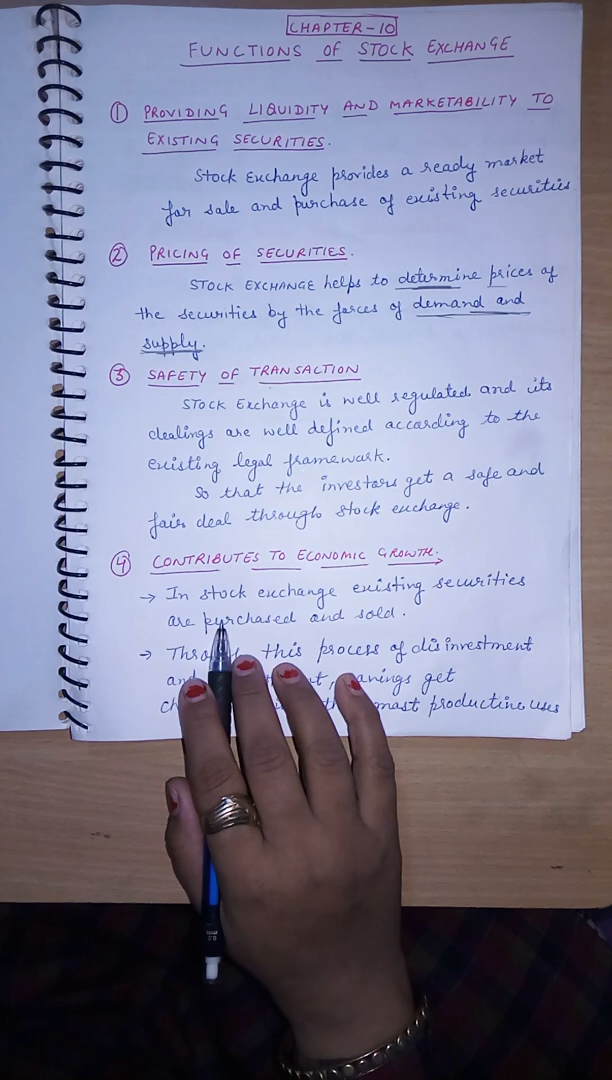 CHAPTER-10
FUNCTIONS OF STOCK EXCHANGE
① PROVIDING LIQUIDITY AND MARKETABILITY TO
EXISTING SECURITIES.
Stock Exchange provides a ready market
for sale and purchase of existing securities
② PRICING OF SECURITIES.
STOCK EXCHANGE helps to determine prices of
the securities by the forces of demand and
supply.
③ SAFETY OF TRANSACTION
STOCK Exchange is well regulated and its
dealings are well defined according to the
existing legal framework.
So that the investors get a safe and
fair deal through stock exchange.
④ CONTRIBUTES TO ECONOMIC GROWTH.
→ In stock exchange existing securities
are purchased and sold.
→ this process of disinvestment
savings get
most productive uses